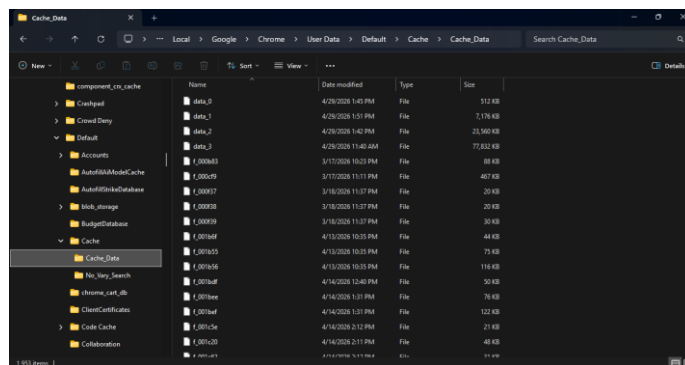 Cache_Data
Local > Google > Chrome > User Data > Default > Cache > Cache_Data
Search Cache_Data
New
Sort
View
Details
component_crx_cache
Crashpad
Crowd Deny
Default
Accounts
AutofillAiModelCache
AutofillStrikeDatabase
blob_storage
BudgetDatabase
Cache
Cache_Data
No_Vary_Search
chrome_cart_db
ClientCertificates
Code Cache
Collaboration
Name Date modified Type Size
data_0 4/29/2026 1:45 PM File 512 KB
data_1 4/29/2026 1:51 PM File 7,176 KB
data_2 4/29/2026 1:42 PM File 23,560 KB
data_3 4/29/2026 11:40 AM File 77,832 KB
f_000b83 3/17/2026 10:23 PM File 88 KB
f_000cf9 3/17/2026 11:11 PM File 467 KB
f_000f37 3/18/2026 11:37 PM File 20 KB
f_000f38 3/18/2026 11:37 PM File 20 KB
f_000f39 3/18/2026 11:37 PM File 30 KB
f_001b6f 4/13/2026 10:35 PM File 44 KB
f_001b55 4/13/2026 10:35 PM File 75 KB
f_001b56 4/13/2026 10:35 PM File 116 KB
f_001bdf 4/14/2026 12:40 PM File 50 KB
f_001bee 4/14/2026 1:31 PM File 76 KB
f_001bef 4/14/2026 1:31 PM File 122 KB
f_001c5e 4/14/2026 2:12 PM File 21 KB
f_001c20 4/14/2026 2:11 PM File 48 KB
1,953 items